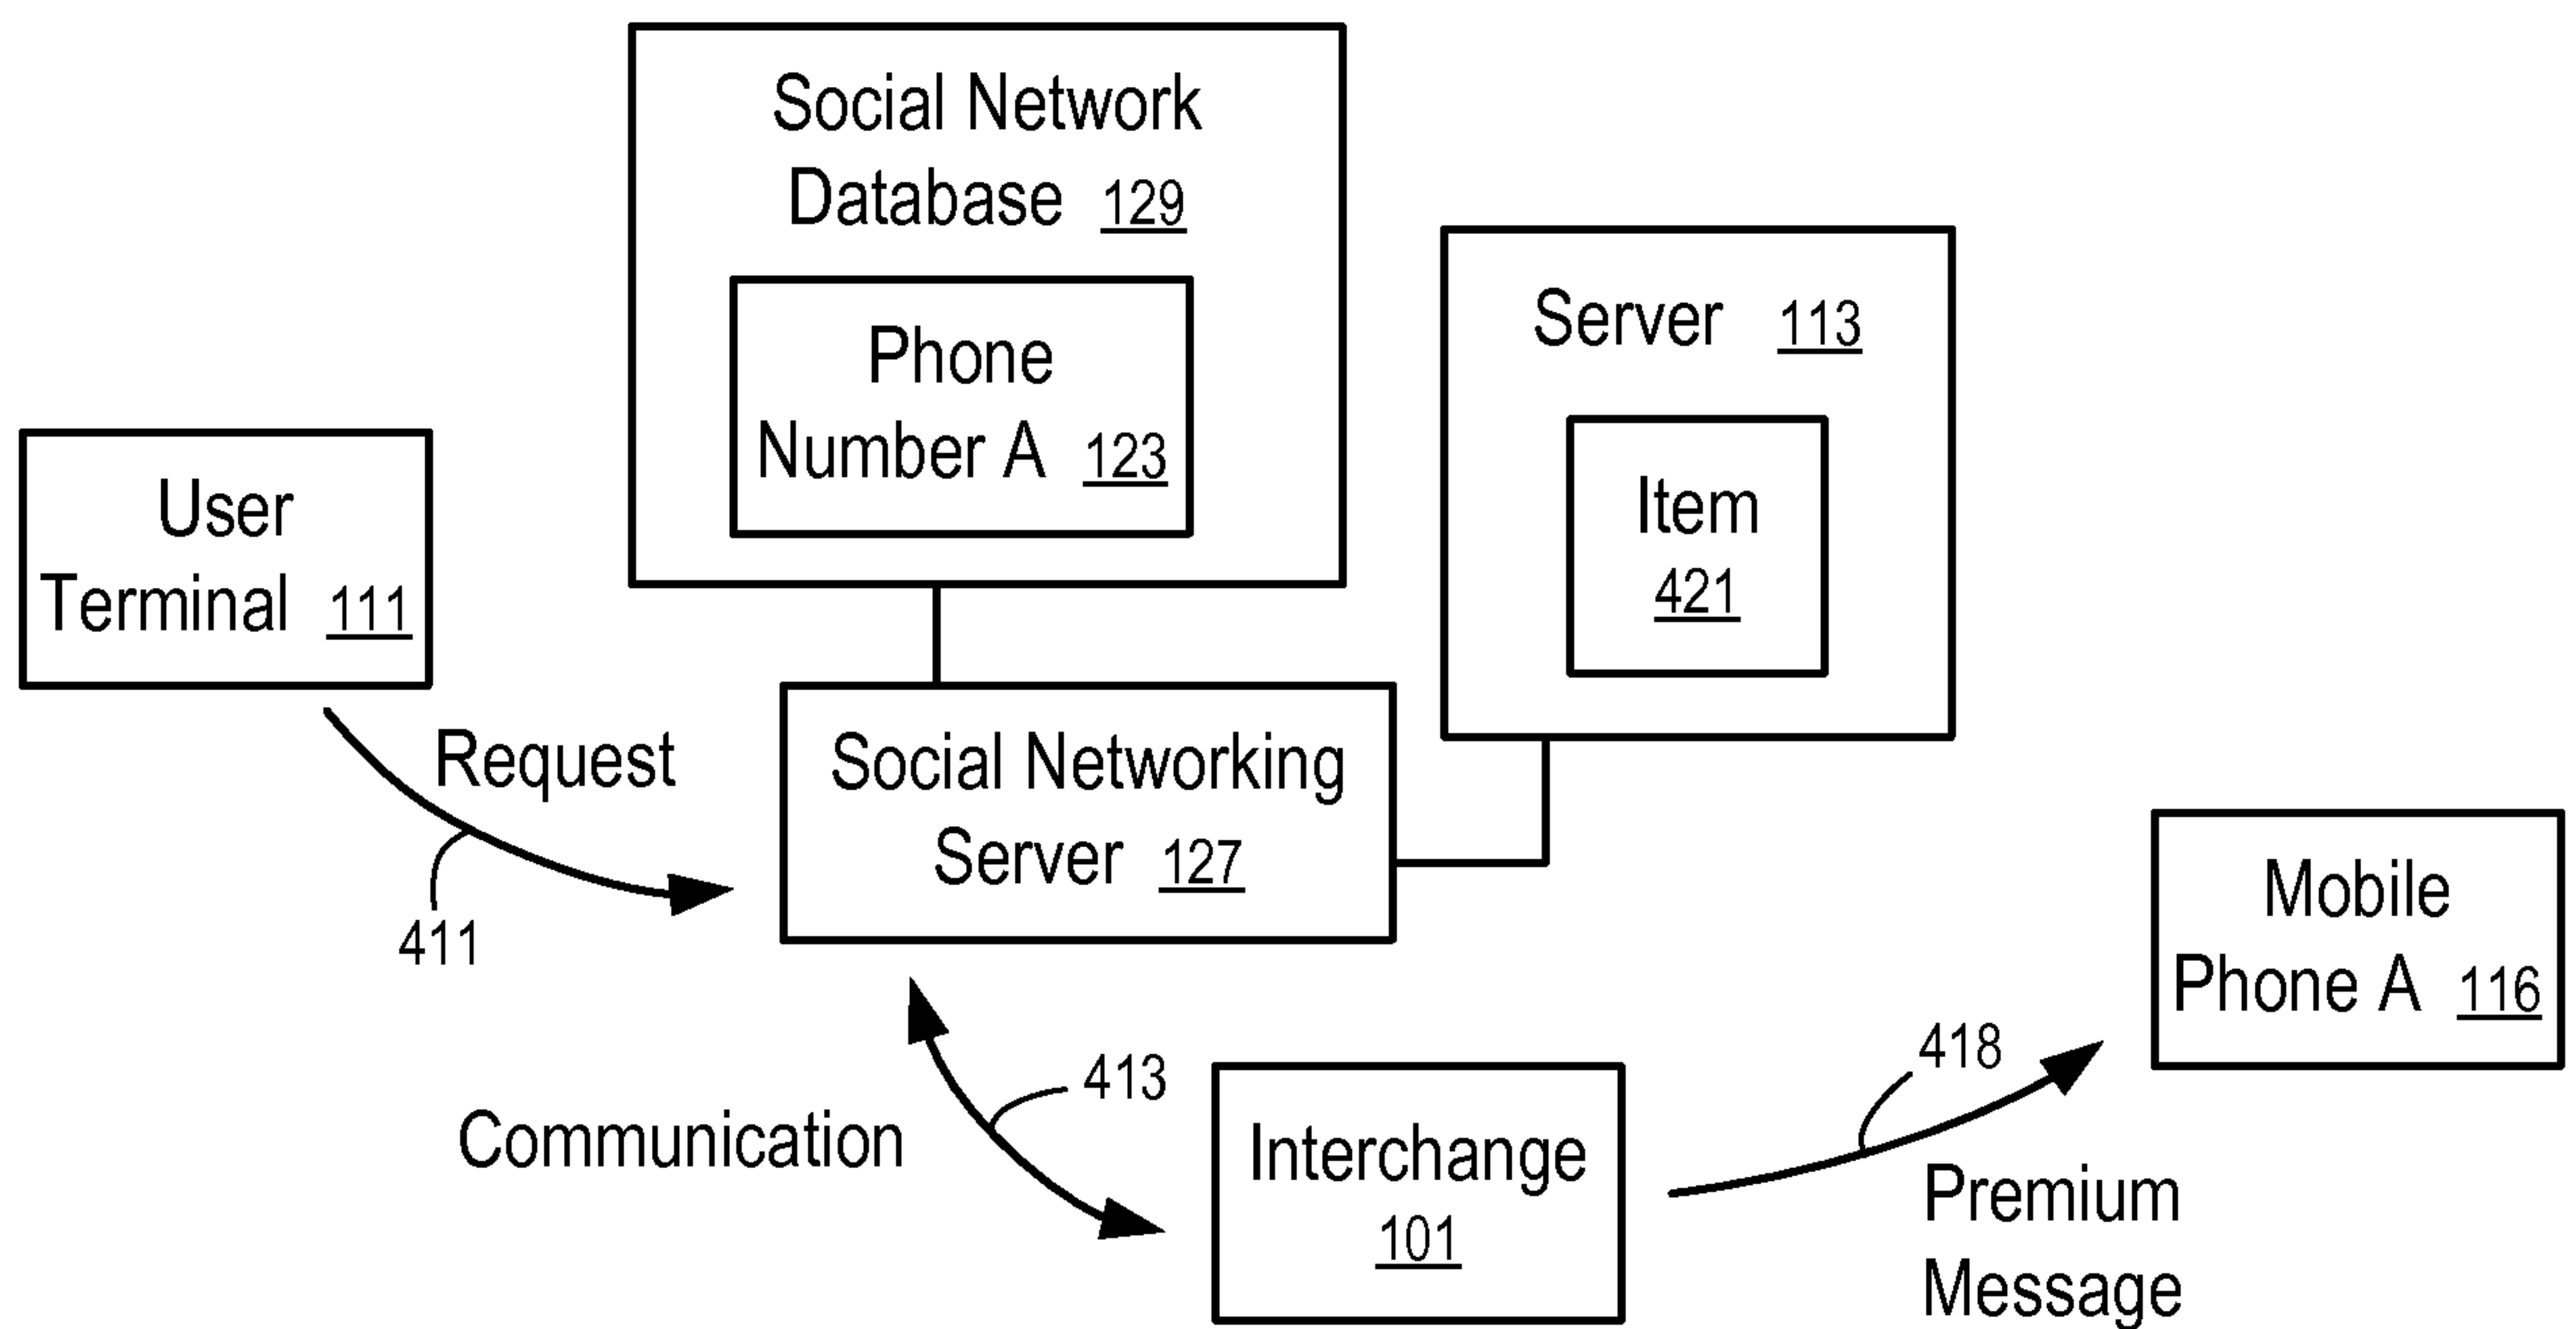 Social Network
Database 129
Phone
Number A 123
Server 113
Item
421
User
Terminal 111
Request
411
Social Networking
Server 127
Mobile
Phone A 116
413
Communication
Interchange
101
418
Premium
Message